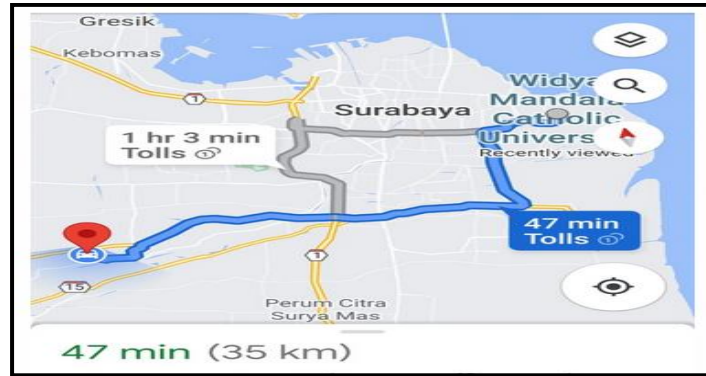 Gresik
Kebomas
1
Widya
Mandala
Catholic
Univers
Recently viewed
Surabaya
1 hr 3 min
Tolls
47 min
Tolls
1
15
Perum Citra
Surya Mas
47 min (35 km)